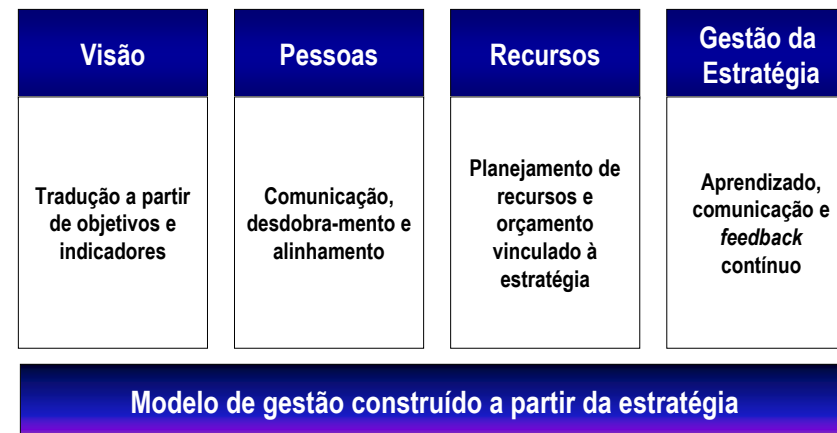 Visão
Tradução a partir
de objetivos e
indicadores
Pessoas
Comunicação,
desdobra-mento e
alinhamento
Recursos
Planejamento de
recursos e
orçamento
vinculado à
estratégia
Gestão da
Estratégia
Aprendizado,
comunicação e
feedback
contínuo
Modelo de gestão construído a partir da estratégia